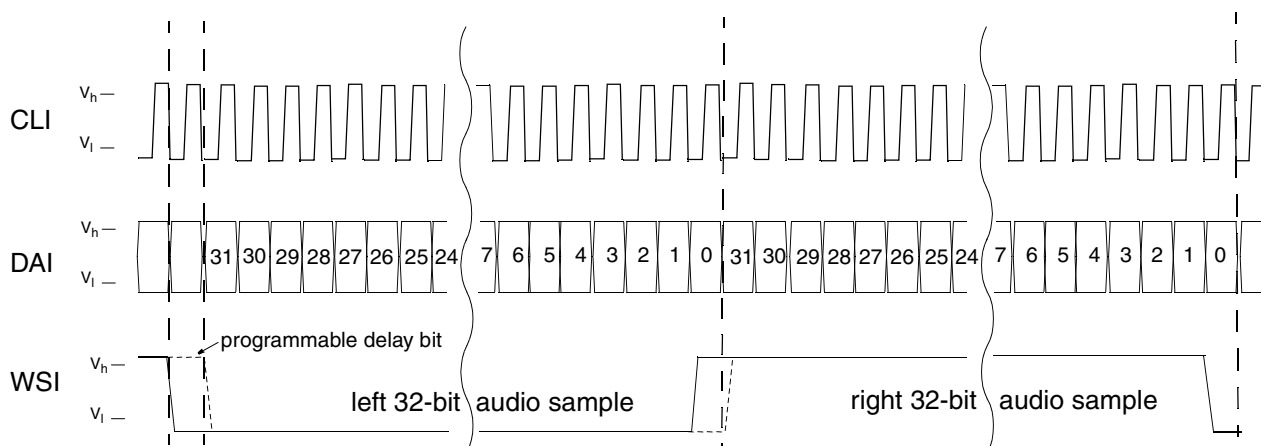 CLI
Vh
Vl
DAI
Vh
Vl
31 30 29 28 27 26 25 24 7 6 5 4 3 2 1 0 31 30 29 28 27 26 25 24 7 6 5 4 3 2 1 0
programmable delay bit
WSI
Vh
Vl
left 32-bit audio sample
right 32-bit audio sample